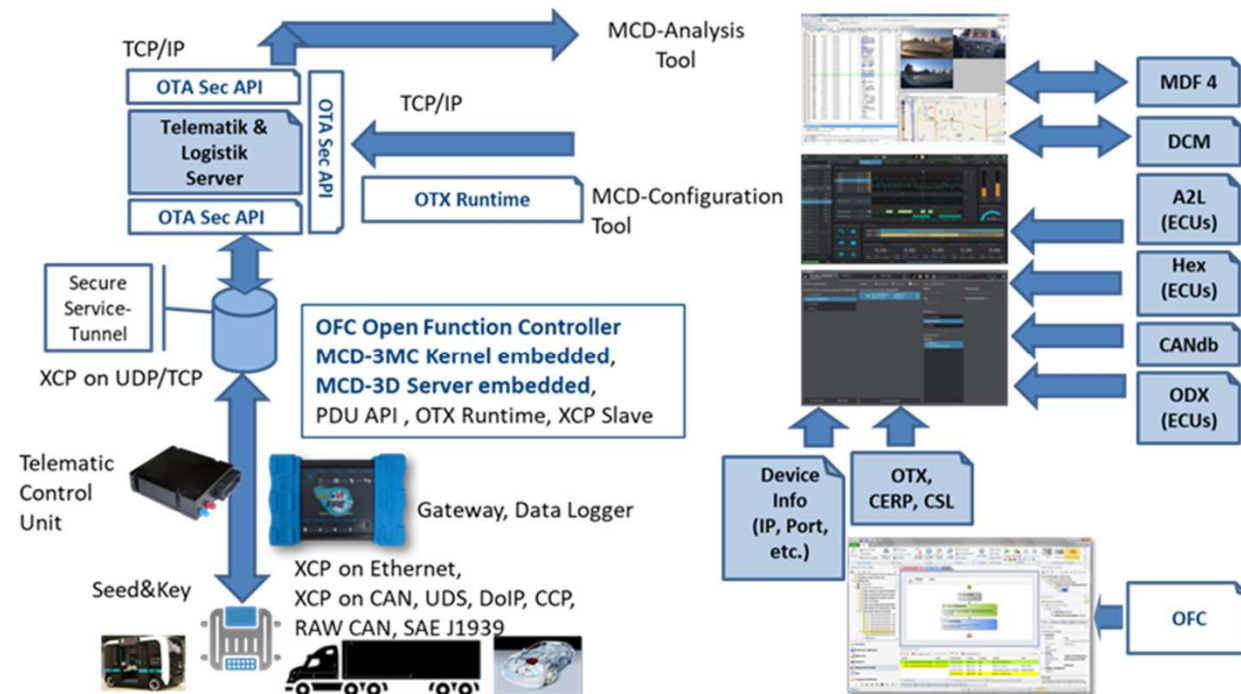 TCP/IP
OTA Sec API
Telematik &
Logistik
Server
OTA Sec API
OTA Sec API
TCP/IP
OTX Runtime
MCD-Analysis
Tool
MCD-Configuration
Tool
Secure
Service-
Tunnel
XCP on UDP/TCP
OFC Open Function Controller
MCD-3MC Kernel embedded,
MCD-3D Server embedded,
PDU API , OTX Runtime, XCP Slave
Telematic
Control
Unit
Gateway, Data Logger
Seed&Key
XCP on Ethernet,
XCP on CAN, UDS, DoIP, CCP,
RAW CAN, SAE J1939
MDF 4
DCM
A2L
(ECUs)
Hex
(ECUs)
CANdb
ODX
(ECUs)
Device
Info
(IP, Port,
etc.)
OTX,
CERP, CSL
OFC